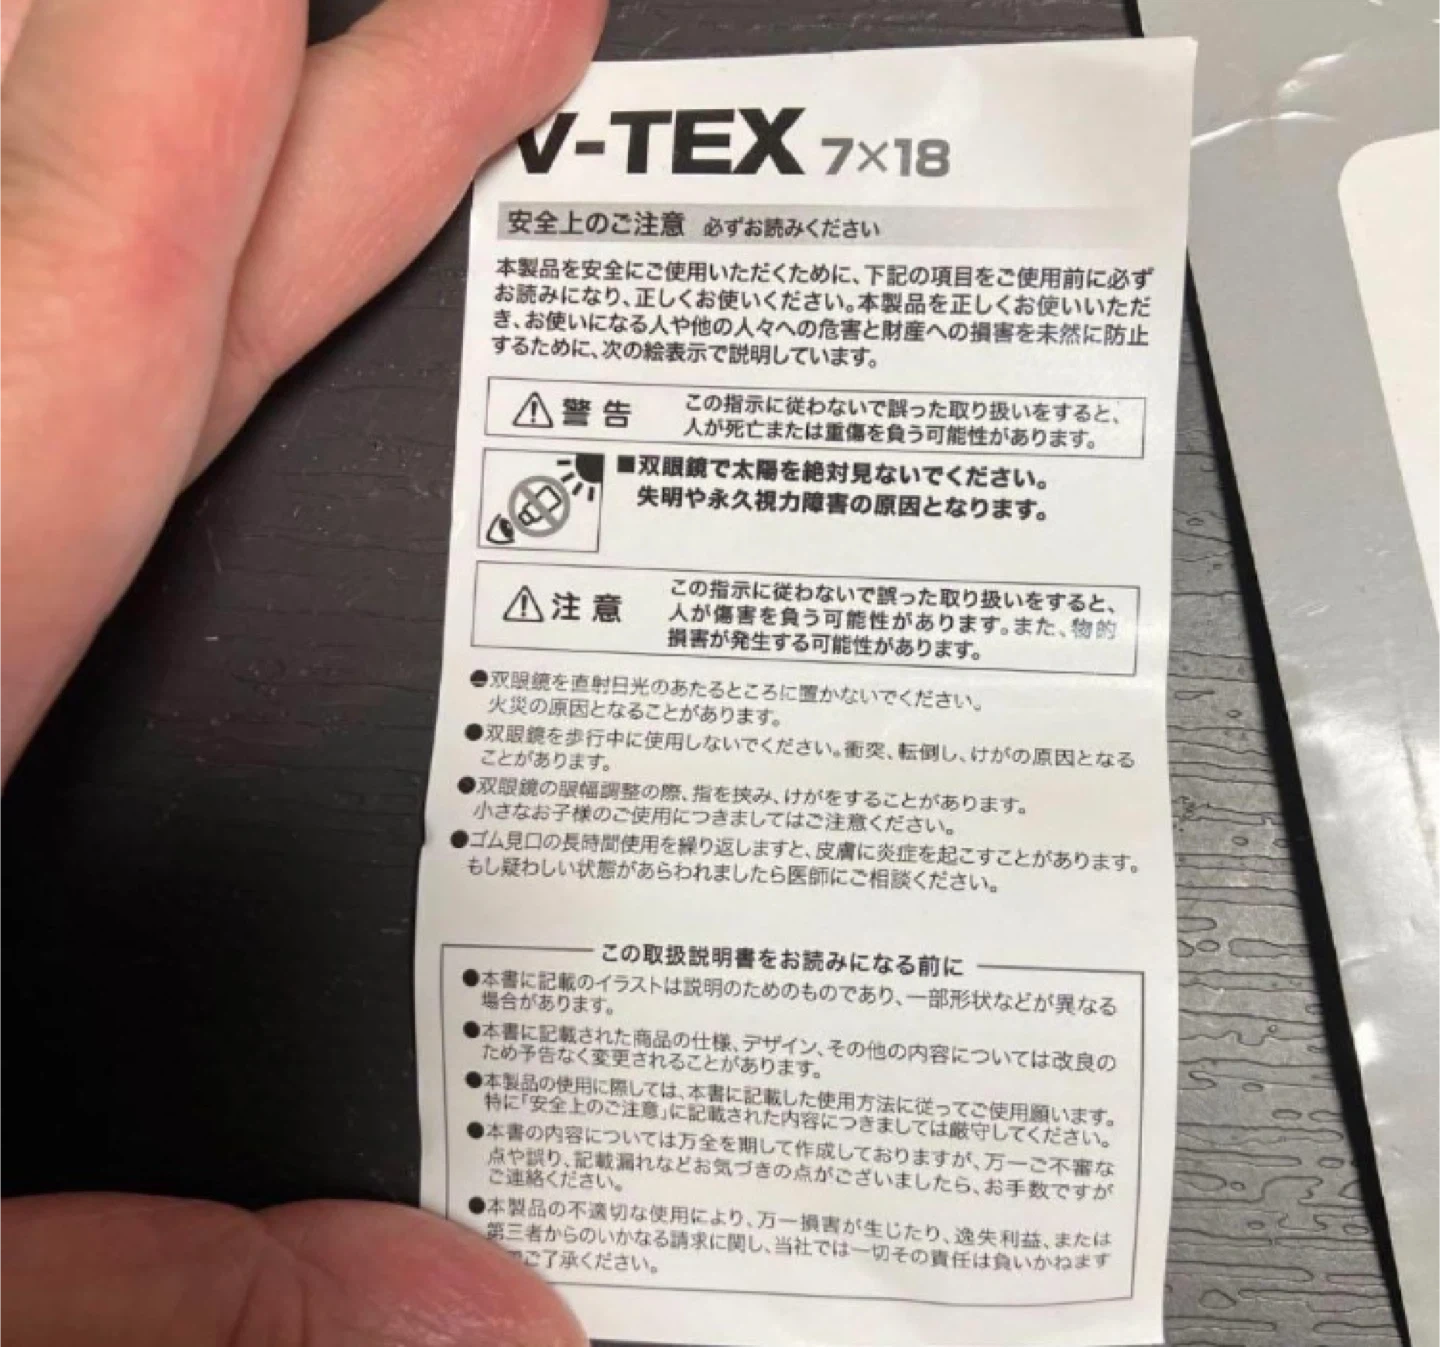 V-TEX 7×18
安全上のご注意 必ずお読みください
本製品を安全にご使用いただくために、下記の項目をご使用前に必ず
お読みになり、正しくお使いください。本製品を正しくお使いいただ
き、お使いになる人や他の人々への危害と財産への損害を未然に防止
するために、次の絵表示で説明しています。
警告
この指示に従わないで誤った取り扱いをすると、
人が死亡または重傷を負う可能性があります。
■双眼鏡で太陽を絶対見ないでください。
失明や永久視力障害の原因となります。
注意
この指示に従わないで誤った取り扱いをすると、
人が傷害を負う可能性があります。また、物的
損害が発生する可能性があります。
●双眼鏡を直射日光のあたるところに置かないでください。
火災の原因となることがあります。
●双眼鏡を歩行中に使用しないでください。衝突、転倒し、けがの原因となる
ことがあります。
●双眼鏡の眼幅調整の際、指を挟み、けがをすることがあります。
小さなお子様のご使用につきましてはご注意ください。
●ゴム見口の長時間使用を繰り返しますと、皮膚に炎症を起こすことがあります。
もし疑わしい状態があらわれましたら医師にご相談ください。
この取扱説明書をお読みになる前に
●本書に記載のイラストは説明のためのものであり、一部形状などが異なる
場合があります。
●本書に記載された商品の仕様、デザイン、その他の内容については改良の
ため予告なく変更されることがあります。
●本製品の使用に際しては、本書に記載した使用方法に従ってご使用願います。
特に「安全上のご注意」に記載された内容につきましては厳守してください。
●本書の内容については万全を期して作成しておりますが、万一ご不審な
点や誤り、記載漏れなどお気づきの点がございましたら、お手数ですが
ご連絡ください。
●本製品の不適切な使用により、万一損害が生じたり、逸失利益、または
第三者からのいかなる請求に関し、当社では一切その責任は負いかねます
ご了承ください。